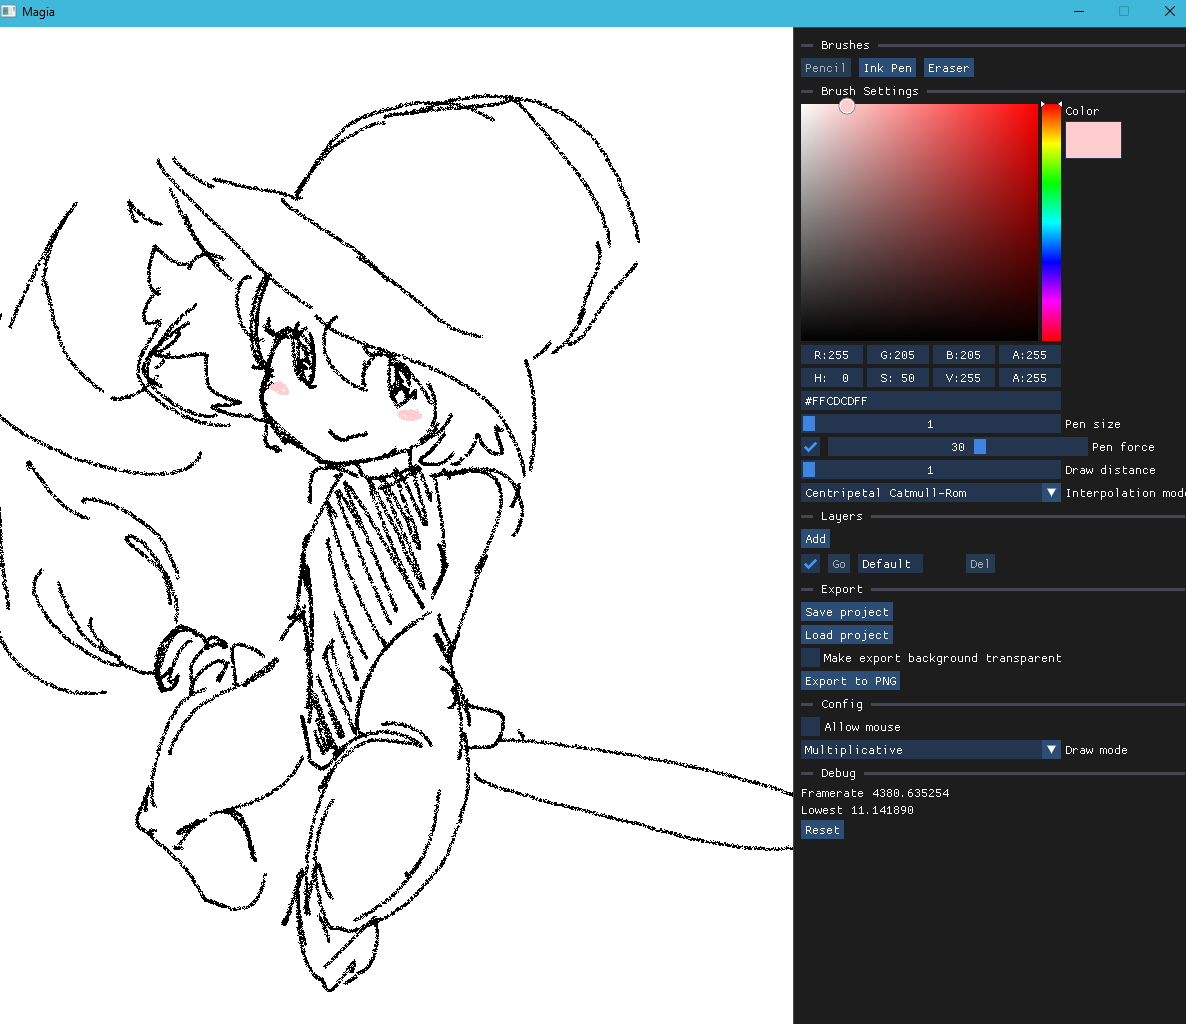 Magia
Brushes
Pencil Ink Pen Eraser
Brush Settings
Color
R:255 G:205 B:205 A:255
H: 0 S: 50 V:255 A:255
#FFCDCDFF
1 Pen size
30 Pen force
1 Draw distance
Centripetal Catmull-Rom Interpolation mod
Layers
Add
Go Default Del
Export
Save project
Load project
Make export background transparent
Export to PNG
Config
Allow mouse
Multiplicative Draw mode
Debug
Framerate 4380.635254
Lowest 11.141890
Reset